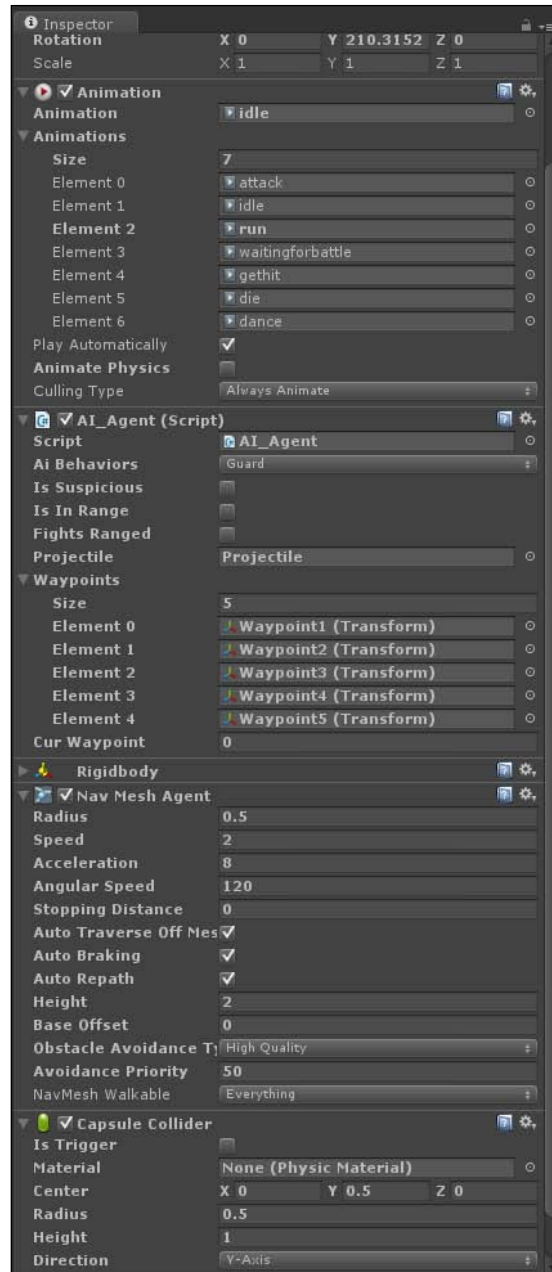 Inspector
Rotation X 0 Y 210.3152 Z 0
Scale X 1 Y 1 Z 1
Animation
Animation idle
Animations
Size 7
Element 0 attack
Element 1 idle
Element 2 run
Element 3 waitingforbattle
Element 4 gethit
Element 5 die
Element 6 dance
Play Automatically
Animate Physics
Culling Type Always Animate
AI_Agent (Script)
Script AI_Agent
Ai Behaviors Guard
Is Suspicious
Is In Range
Fights Ranged
Projectile Projectile
Waypoints
Size 5
Element 0 Waypoint1 (Transform)
Element 1 Waypoint2 (Transform)
Element 2 Waypoint3 (Transform)
Element 3 Waypoint4 (Transform)
Element 4 Waypoint5 (Transform)
Cur Waypoint 0
Rigidbody
Nav Mesh Agent
Radius 0.5
Speed 2
Acceleration 8
Angular Speed 120
Stopping Distance 0
Auto Traverse Off Mes
Auto Braking
Auto Repath
Height 2
Base Offset 0
Obstacle Avoidance Ty High Quality
Avoidance Priority 50
NavMesh Walkable Everything
Capsule Collider
Is Trigger
Material None (Physic Material)
Center X 0 Y 0.5 Z 0
Radius 0.5
Height 1
Direction Y-Axis